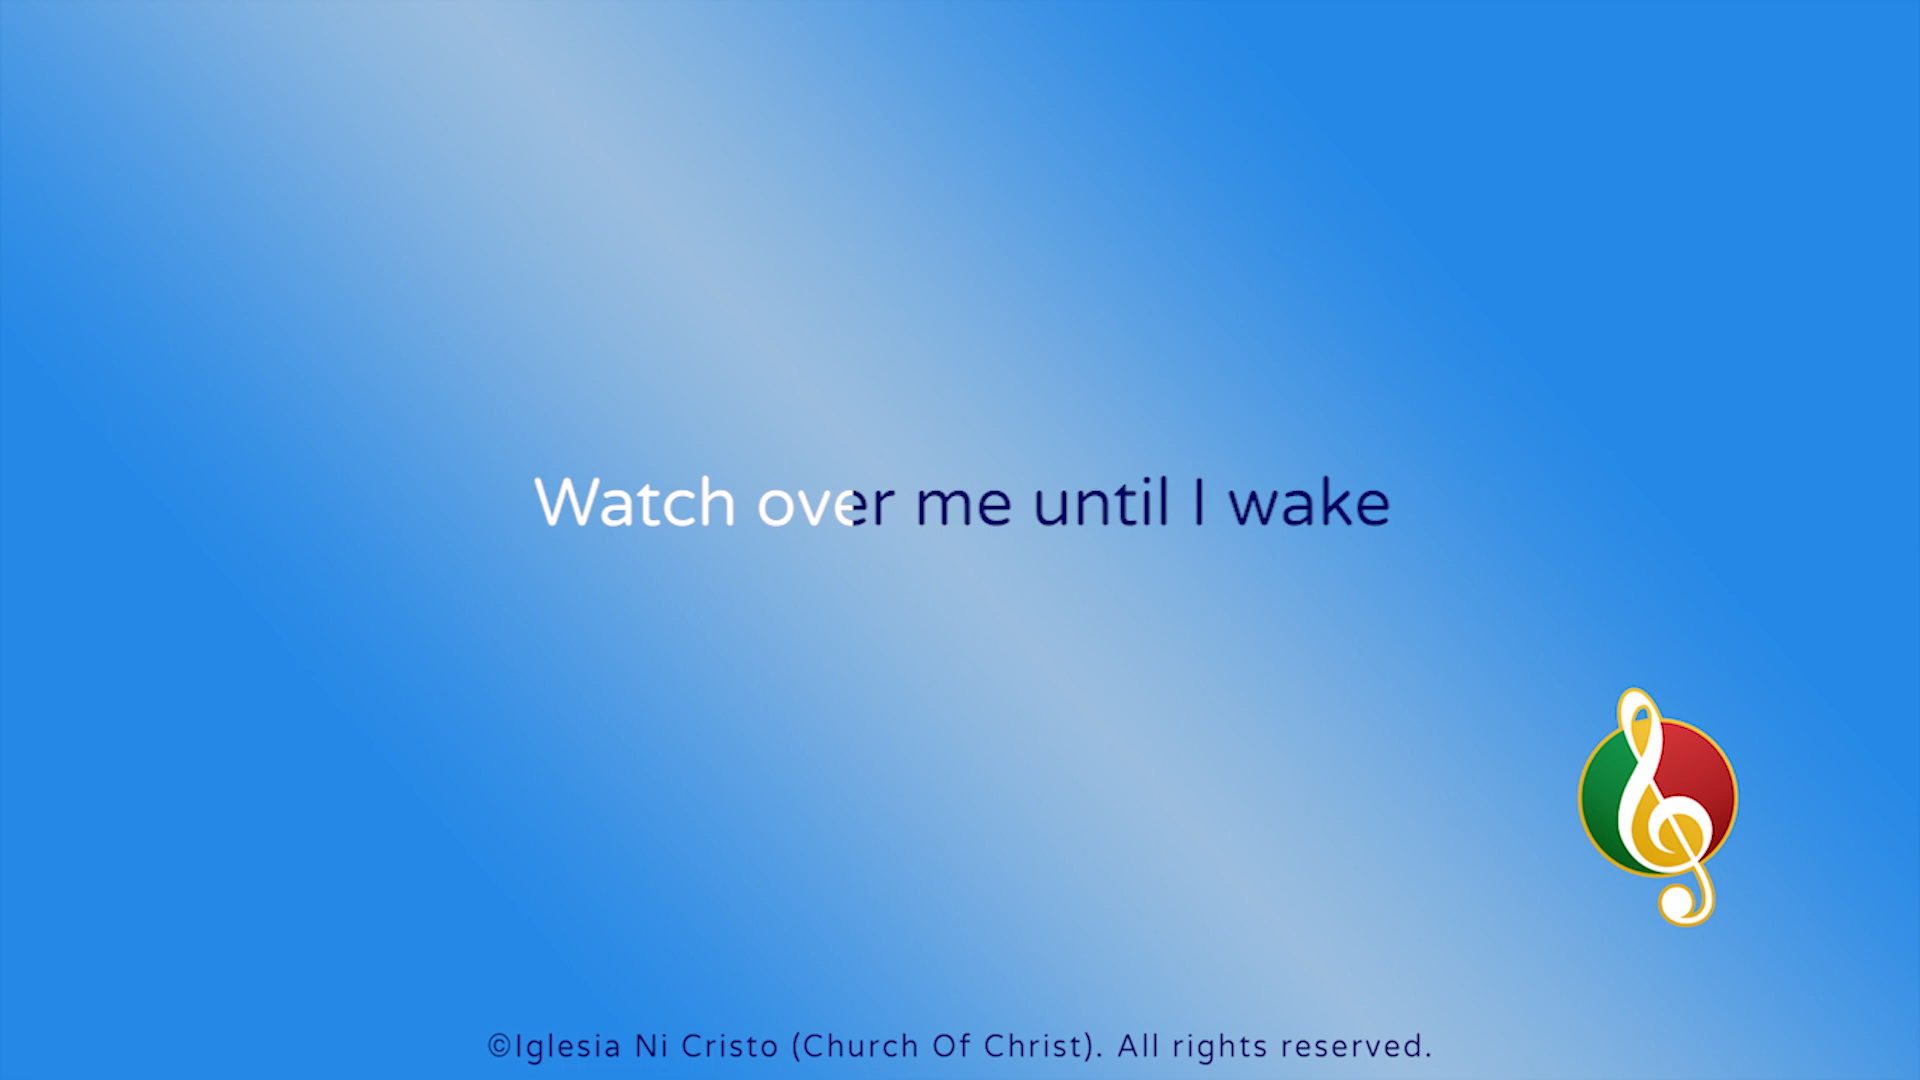 Watch over me until I wake
©Iglesia Ni Cristo (Church Of Christ). All rights reserved.